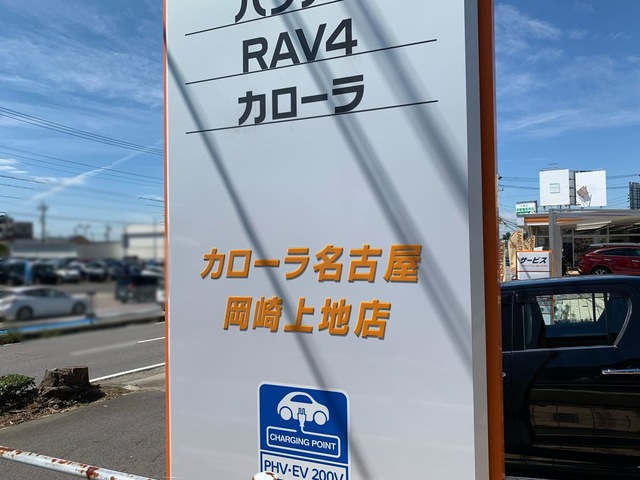 RAV4
カローラ
カローラ名古屋
岡崎上地店
CHARGING POINT
PHV・EV 200V
サービス